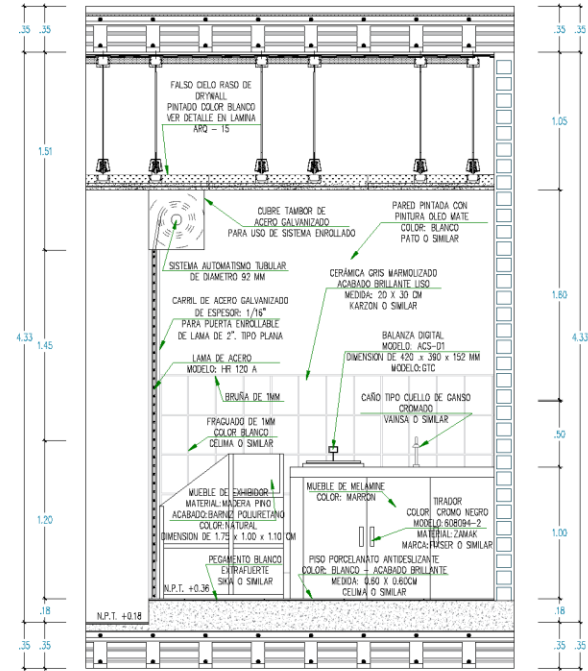 .35 .35
.35 .35
FALSO CIELO RASO DE
DRYWALL
PINTADO COLOR BLANCO
VER DETALLE EN LAMINA
ARQ - 15
1.51
1.05
CUBRE TAMBOR DE
ACERO GALVANIZADO
PARA USO DE SISTEMA ENROLLADO
PARED PINTADA CON
PINTURA OLEO MATE
COLOR: BLANCO
PATO O SIMILAR
SISTEMA AUTOMATISMO TUBULAR
DE DIAMETRO 92 MM
CERÁMICA GRIS MARMOLIZADO
ACABADO BRILLANTE LISO
MEDIDA: 20 X 30 CM
KARZON O SIMILAR
CARRIL DE ACERO GALVANIZADO
DE ESPESOR: 1/16"
PARA PUERTA ENROLLABLE
DE LAMA DE 2". TIPO PLANA
4.33
1.45
1.60
4.33
BALANZA DIGITAL
MODELO: ACS-D1
DIMENSION DE 420 x 390 x 152 MM
MODELO:GTC
LAMA DE ACERO
MODELO: HR 120 A
BRUÑA DE 1MM
CAÑO TIPO CUELLO DE GANSO
CROMADO
VAINSA O SIMILAR
FRAGUADO DE 1MM
COLOR BLANCO
CELIMA O SIMILAR
.50
MUEBLE DE EXHIBIDOR
MATERIAL:MADERA PINO
ACABADO:BARNIZ POLIURETANO
COLOR:NATURAL
DIMENSION DE 1.75 x 1.00 x 1.10 CM
MUEBLE DE MELAMINE
COLOR: MARRON
TIRADOR
COLOR CROMO NEGRO
MODELO:608094-2
MATERIAL:ZAMAK
MARCA:FIJSER O SIMILAR
1.20
1.00
PEGAMENTO BLANCO
EXTRAFUERTE
SIKA O SIMILAR
PISO PORCELANATO ANTIDESLIZANTE
COLOR: BLANCO - ACABADO BRILLANTE
MEDIDA: 0.60 X 0.60CM
CELIMA O SIMILAR
N.P.T. +0.36
N.P.T. +0.18
.18
.18
.35 .35
.35 .35